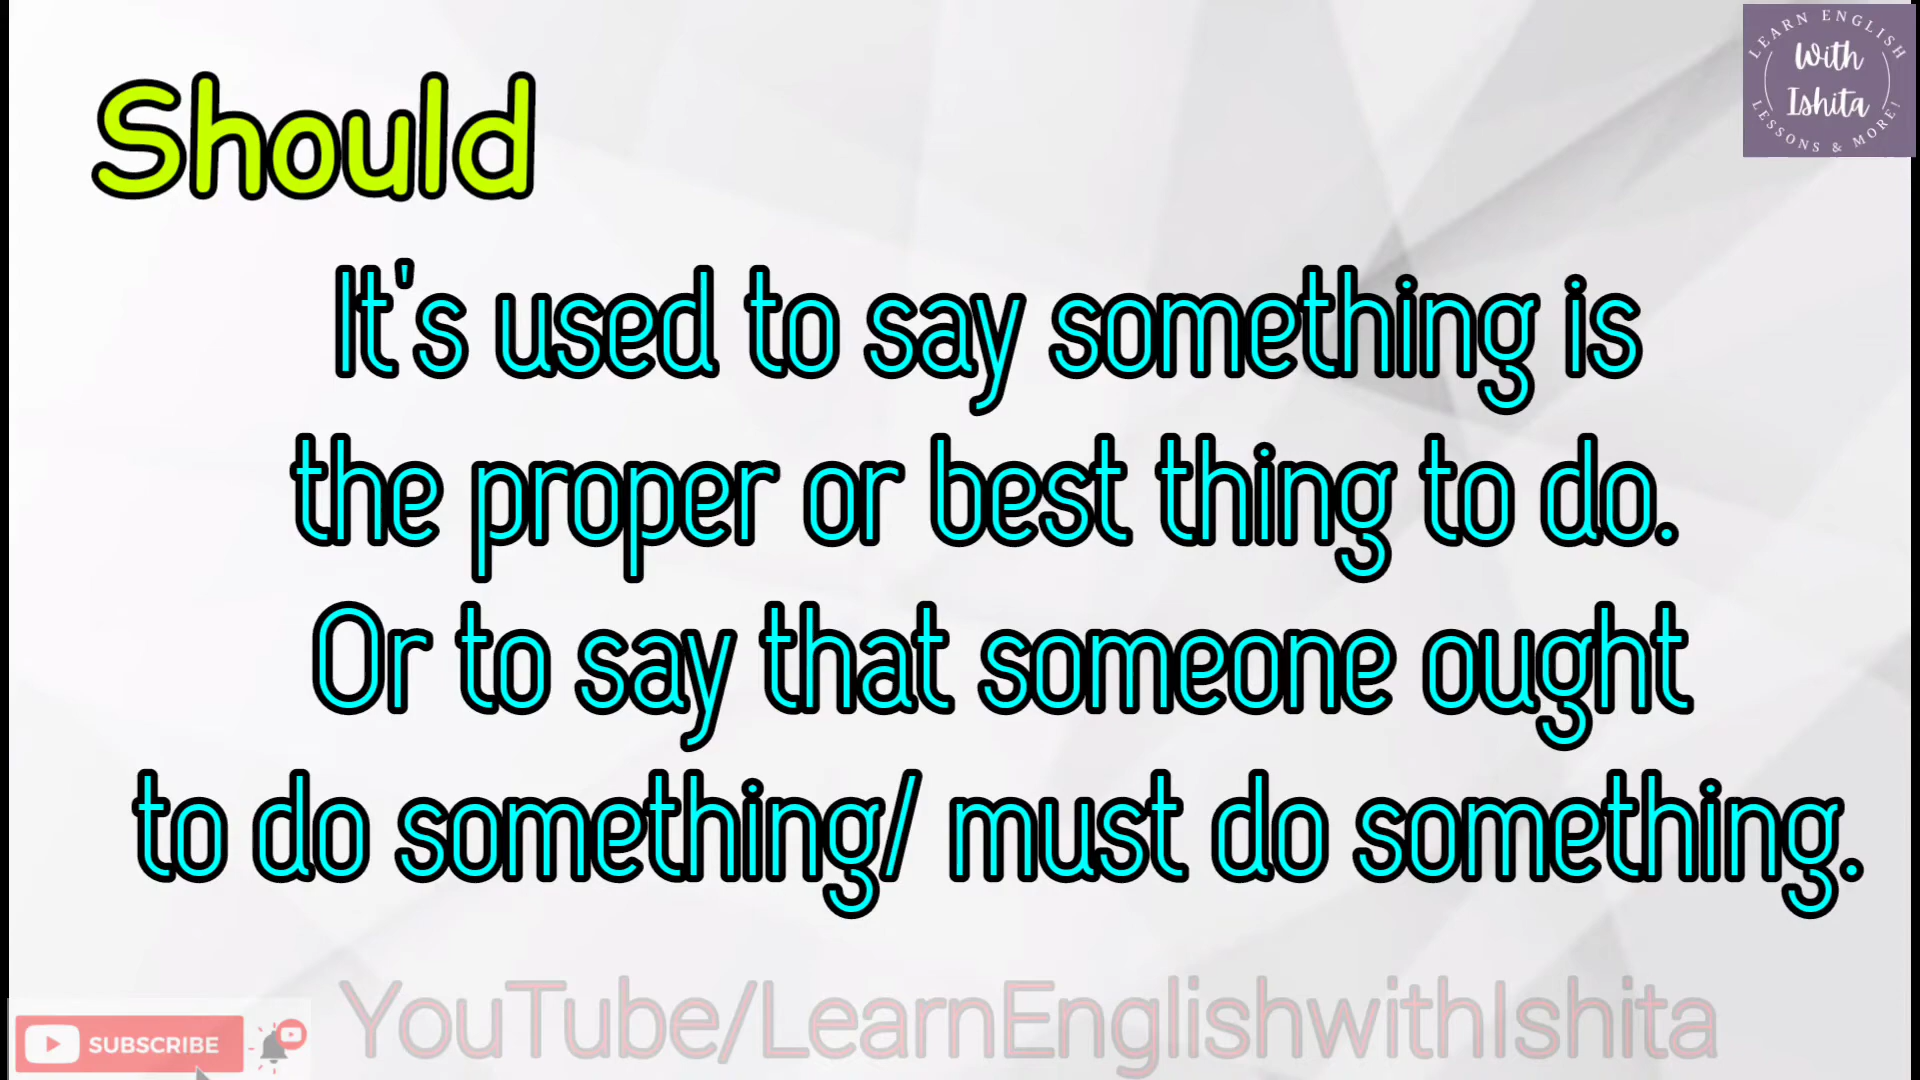 LEARN ENGLISH
With
Ishita
LESSONS & MORE!
Should
It's used to say something is
the proper or best thing to do.
Or to say that someone ought
to do something/ must do something.
SUBSCRIBE
YouTube/LearnEnglishwithIshita